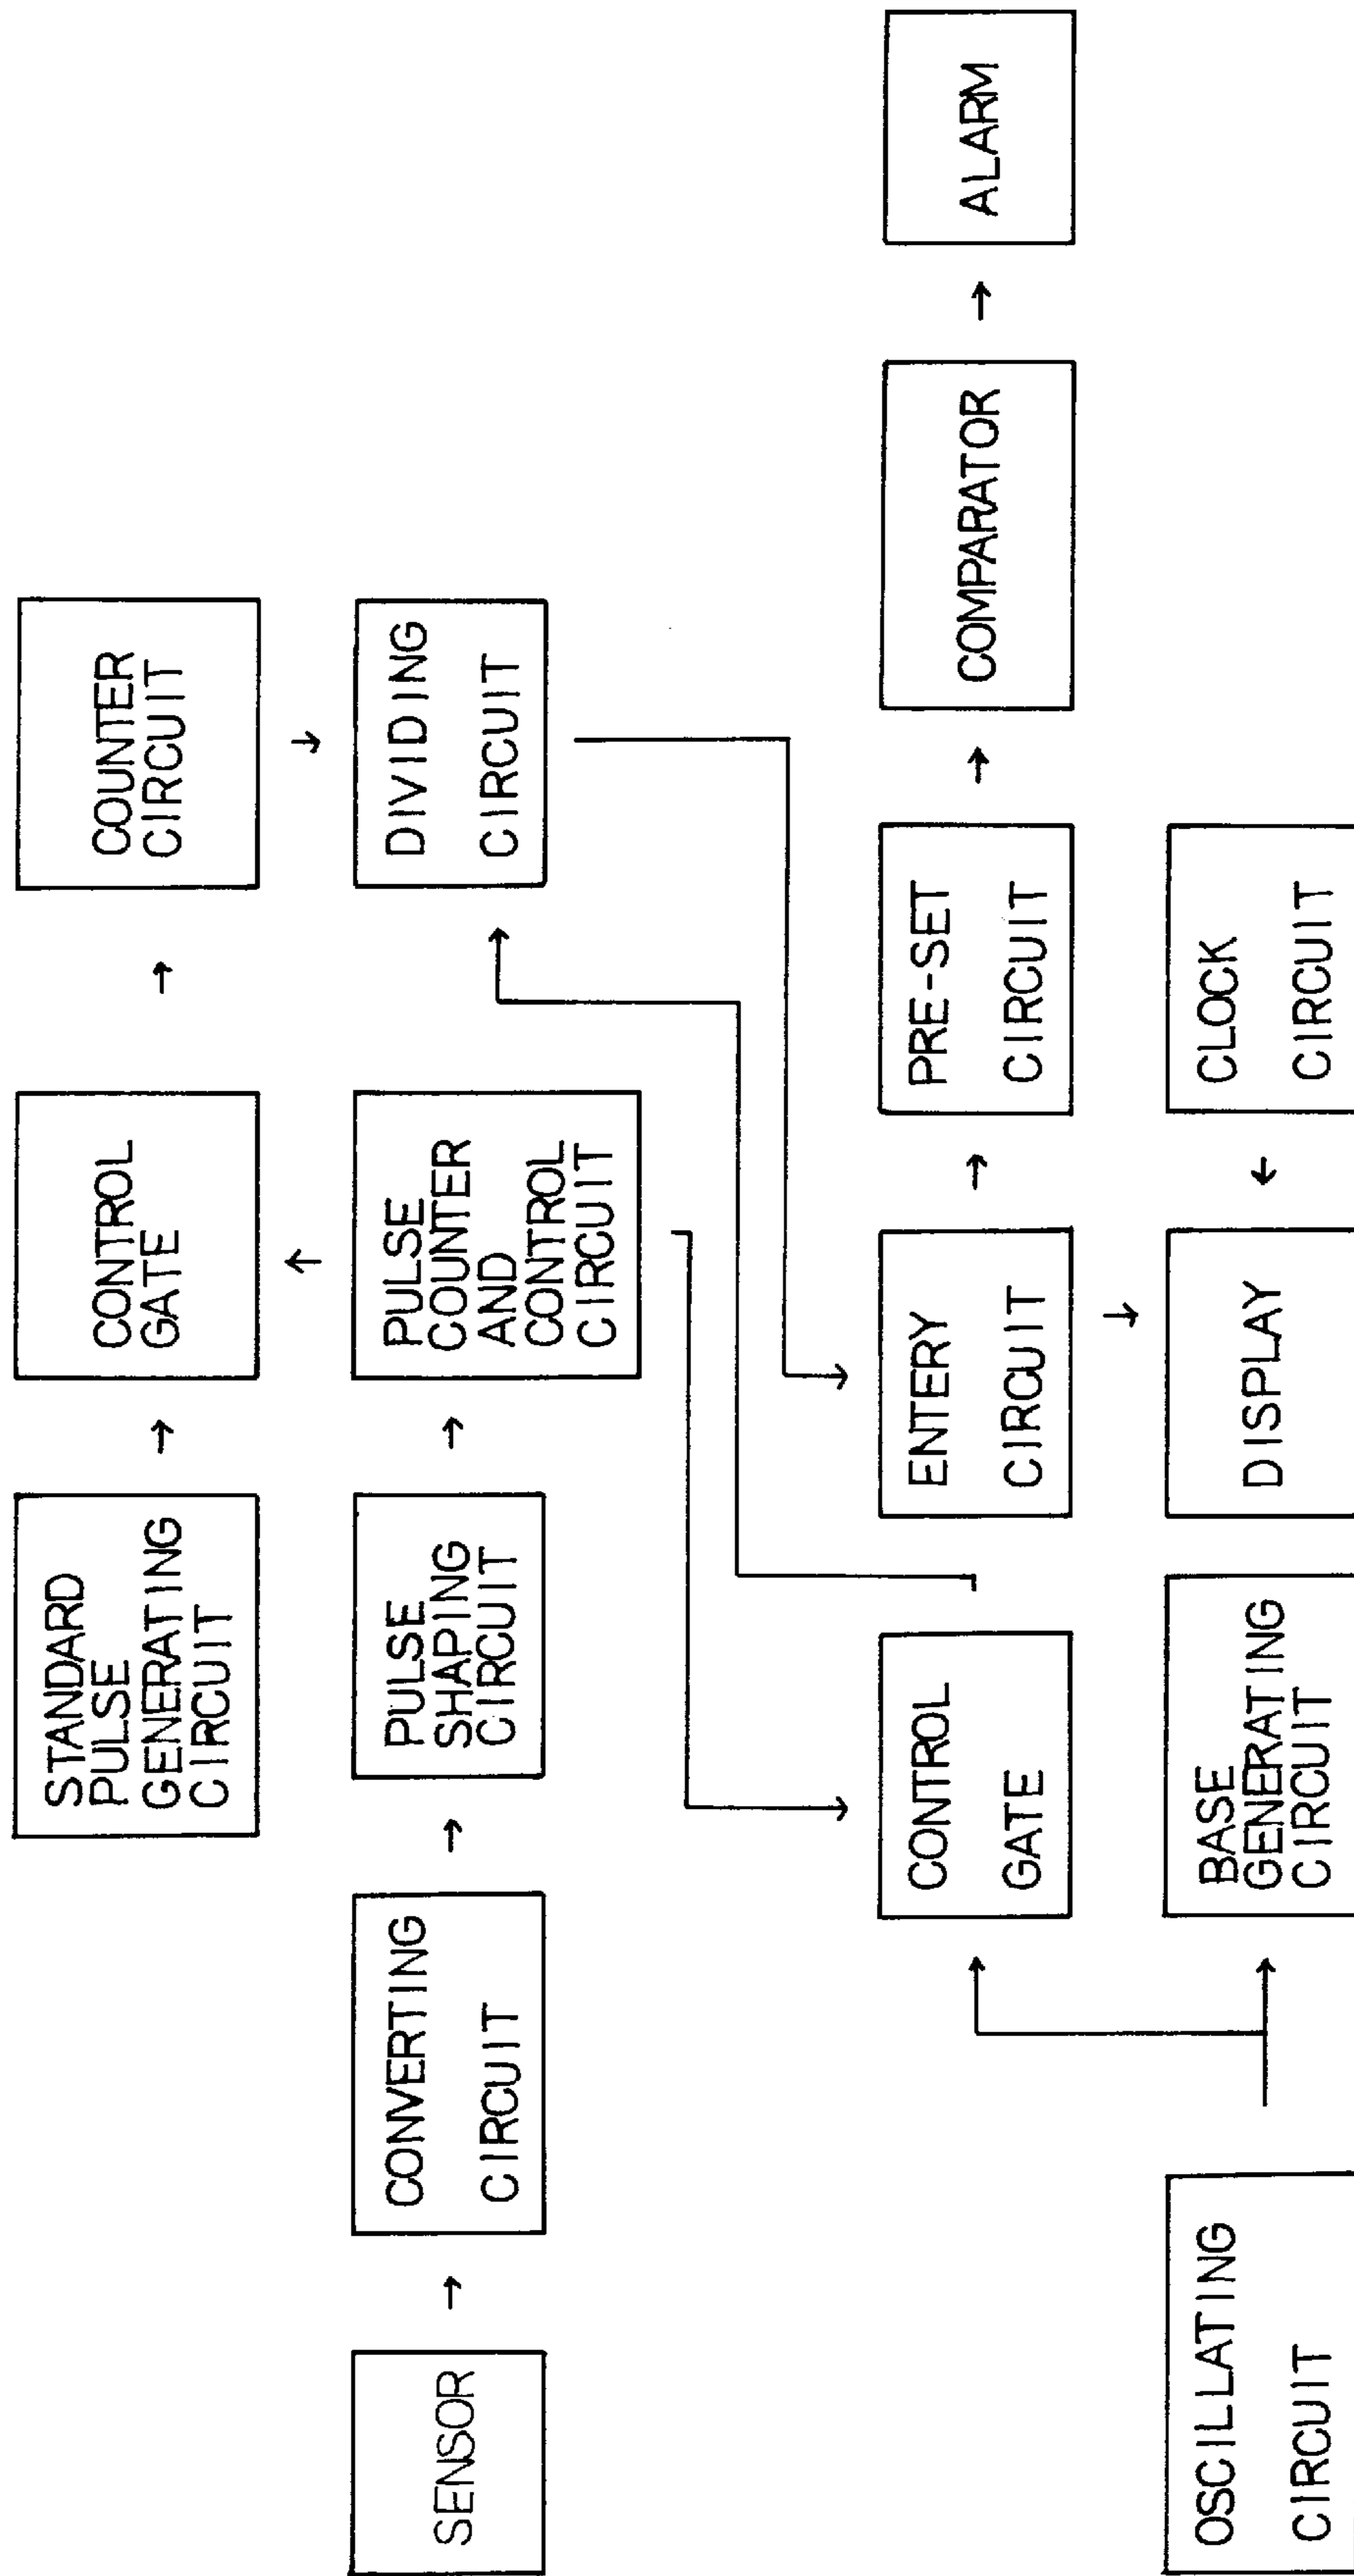 STANDARD
PULSE
GENERATING
CIRCUIT
CONTROL
GATE
COUNTER
CIRCUIT
SENSOR
CONVERTING
CIRCUIT
PULSE
SHAPING
CIRCUIT
PULSE
COUNTER
AND
CONTROL
CIRCUIT
DIVIDING
CIRCUIT
CONTROL
GATE
ENTERY
CIRCUIT
PRE-SET
CIRCUIT
COMPARATOR
ALARM
OSCILLATING
CIRCUIT
BASE
GENERATING
CIRCUIT
DISPLAY
CLOCK
CIRCUIT